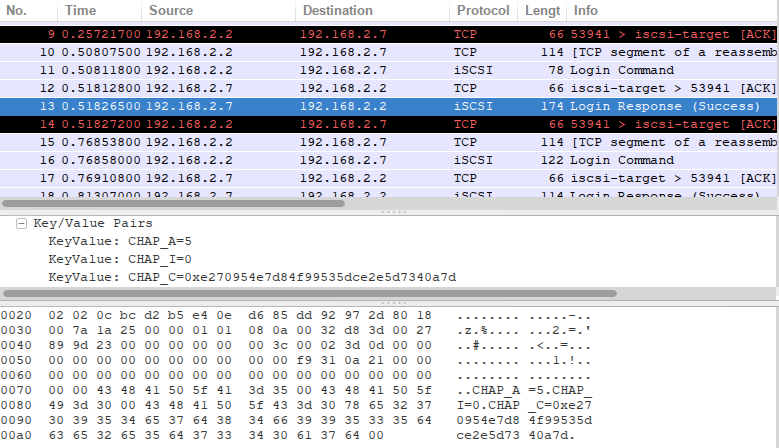 No. Time Source Destination Protocol Lengt Info
9 0.25721700 192.168.2.2 192.168.2.7 TCP 66 53941 > iscsi-target [ACK]
10 0.50807500 192.168.2.2 192.168.2.7 TCP 114 [TCP segment of a reassemb
11 0.50811800 192.168.2.2 192.168.2.7 iSCSI 78 Login Command
12 0.51812800 192.168.2.7 192.168.2.2 TCP 66 iscsi-target > 53941 [ACK]
13 0.51826500 192.168.2.7 192.168.2.2 iSCSI 174 Login Response (Success)
14 0.51827200 192.168.2.2 192.168.2.7 TCP 66 53941 > iscsi-target [ACK]
15 0.76853800 192.168.2.2 192.168.2.7 TCP 114 [TCP segment of a reassemb
16 0.76858000 192.168.2.2 192.168.2.7 iSCSI 122 Login Command
17 0.76910800 192.168.2.7 192.168.2.2 TCP 66 iscsi-target > 53941 [ACK]
18 0.81307000 192.168.2.7 192.168.2.2 iSCSI 114 Login Response (Success)
Key/Value Pairs
KeyValue: CHAP_A=5
KeyValue: CHAP_I=0
KeyValue: CHAP_C=0xe270954e7d84f99535dce2e5d7340a7d
0020 02 02 0c bc d2 b5 e4 0e d6 85 dd 92 97 2d 80 18 ........ .....-..
0030 00 7a 1a 25 00 00 01 01 08 0a 00 32 d8 3d 00 27 .z.%.... ...2.=.'
0040 89 9d 23 00 00 00 00 00 00 3c 00 02 3d 0d 00 00 ..#..... .<..=...
0050 00 00 00 00 00 00 00 00 00 00 f9 31 0a 21 00 00 ........ ...1.!..
0060 00 00 00 00 00 00 00 00 00 00 00 00 00 00 00 00 ........ ........
0070 00 00 43 48 41 50 5f 41 3d 35 00 43 48 41 50 5f ..CHAP_A =5.CHAP_
0080 49 3d 30 00 43 48 41 50 5f 43 3d 30 78 65 32 37 I=0.CHAP _C=0xe27
0090 30 39 35 34 65 37 64 38 34 66 39 39 35 33 35 64 0954e7d8 4f99535d
00a0 63 65 32 65 35 64 37 33 34 30 61 37 64 00 ce2e5d73 40a7d.